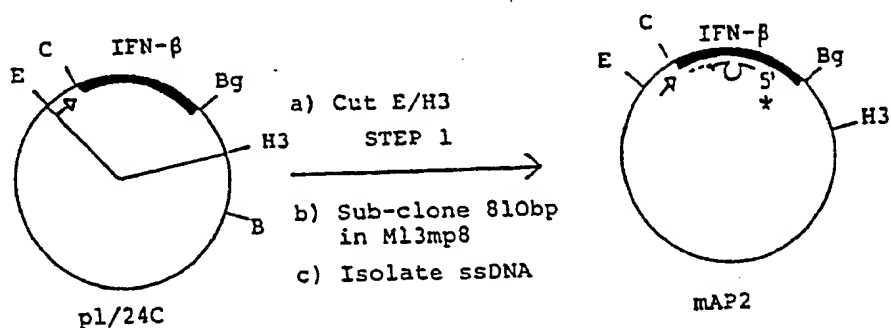 C
IFN-β
E
Bg
H3
B
p1/24C
a) Cut E/H3
STEP 1
b) Sub-clone 810bp
in M13mp8
c) Isolate ssDNA
C
IFN-β
E
Bg
5'
*
H3
mAP2